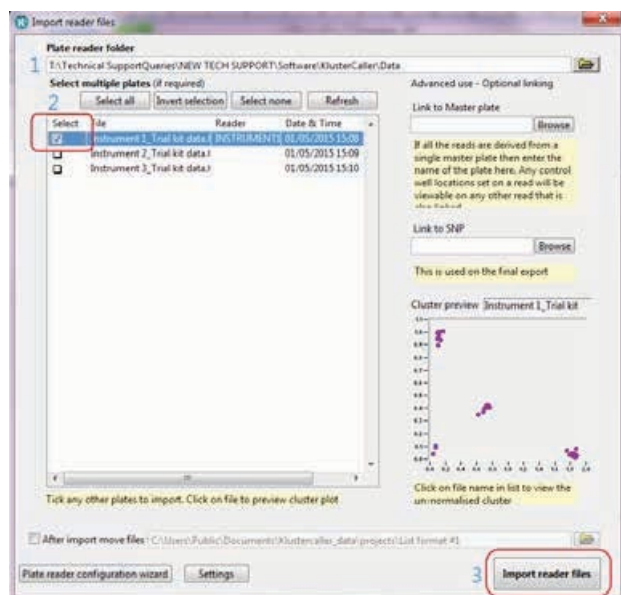 Import reader files
Plate reader folder
1 T:\Technical SupportQueries\NEW TECH SUPPORT\Software\KlusterCaller\Data
Select multiple plates (if required)
2 Select all Invert selection Select none Refresh
Select File Reader Date & Time
Instrument 1_Trial kit data.I INSTRUMENT1 01/05/2015 15:08
Instrument 2_Trial kit data.I 01/05/2015 15:09
Instrument 3_Trial kit data.I 01/05/2015 15:10
Tick any other plates to import. Click on file to preview cluster plot
Advanced use - Optional linking
Link to Master plate
Browse
If all the reads are derived from a
single master plate then enter the
name of the plate here. Any control
well locations set on a read will be
viewable on any other read that is
also linked
Link to SNP
Browse
This is used on the final export
Cluster preview Instrument 1_Trial kit
Click on file name in list to view the
un-normalised cluster
After import move files C:\Users\Public\Documents\Klustercaller_data\projects\List format #1
Plate reader configuration wizard Settings 3 Import reader files